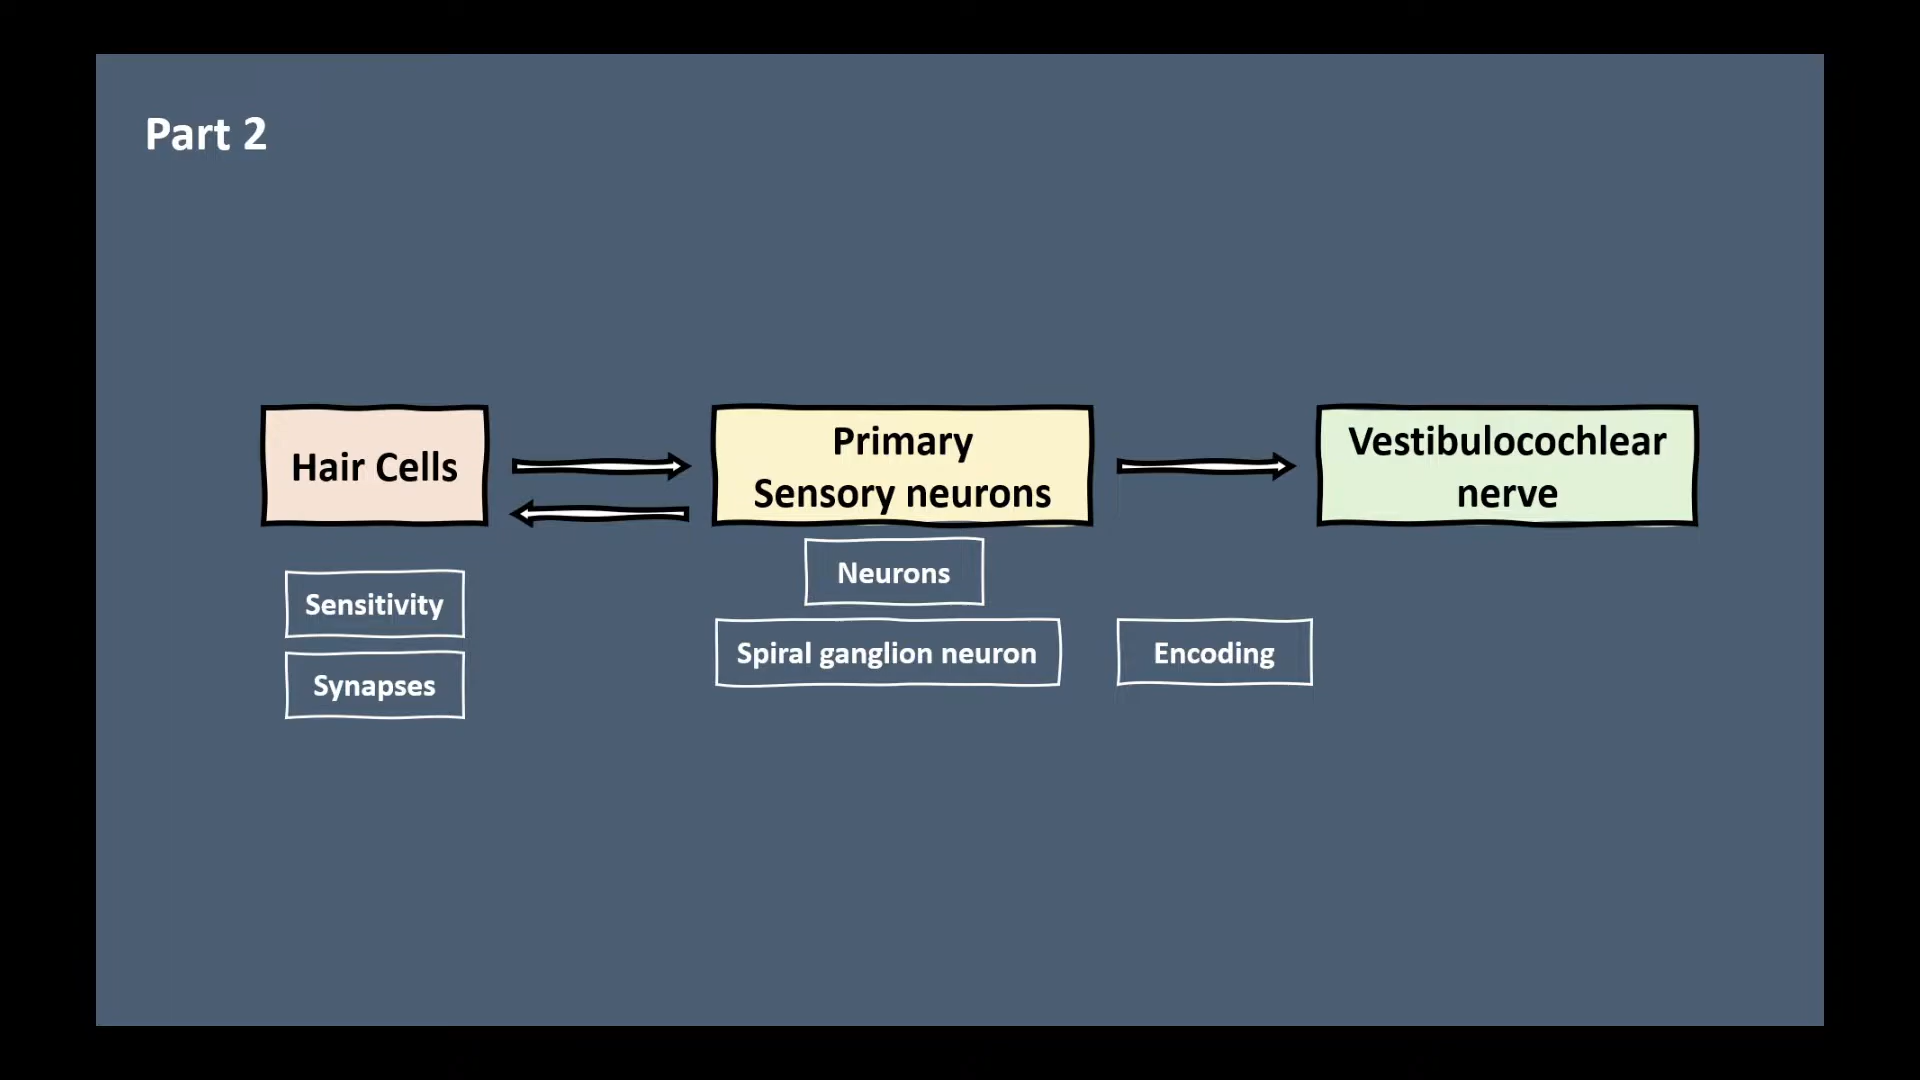 Part 2
Hair Cells
Primary
Sensory neurons
Vestibulocochlear
nerve
Neurons
Sensitivity
Spiral ganglion neuron
Encoding
Synapses